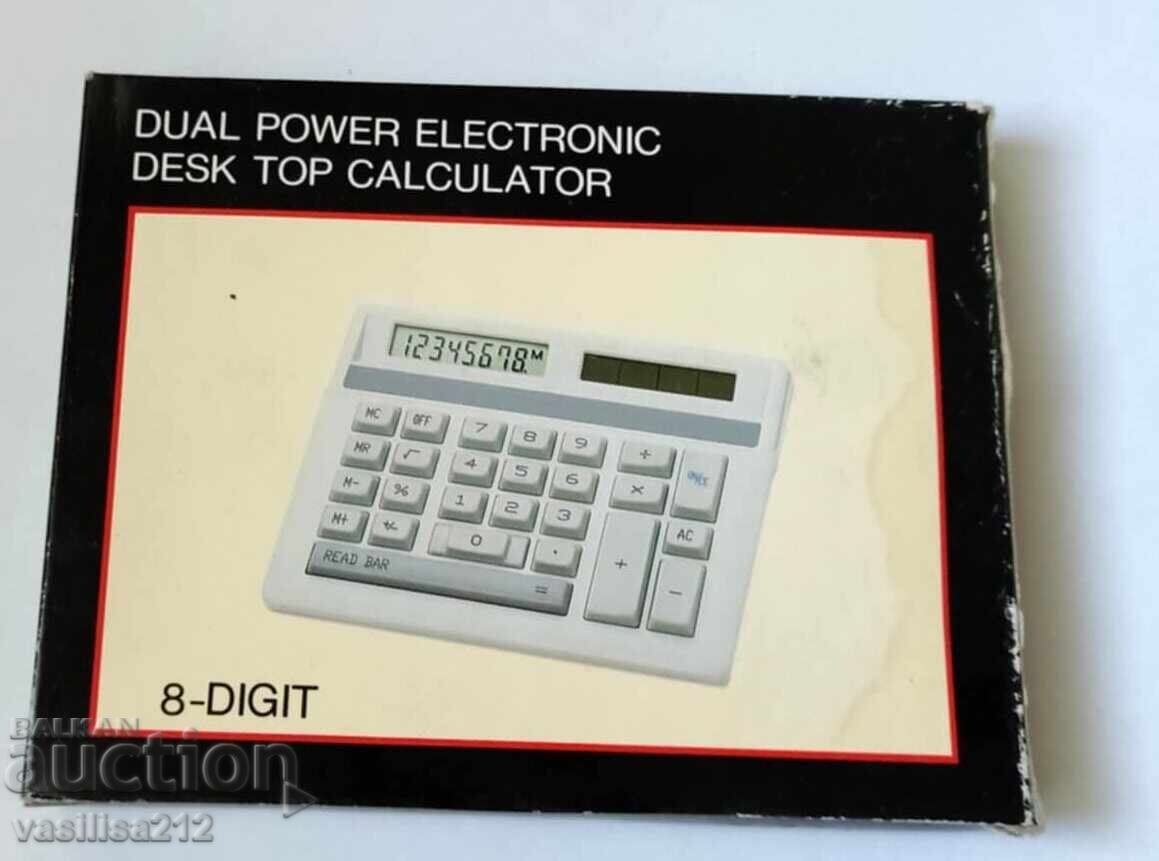 DUAL POWER ELECTRONIC
DESK TOP CALCULATOR
12345678. M
MC OFF 7 8 9 ÷
MR √ 4 5 6 ×
M- % 1 2 3 AC
M+ +/- 0 . + −
READ BAR =
8-DIGIT
BALKAN
auction
vasilisa212